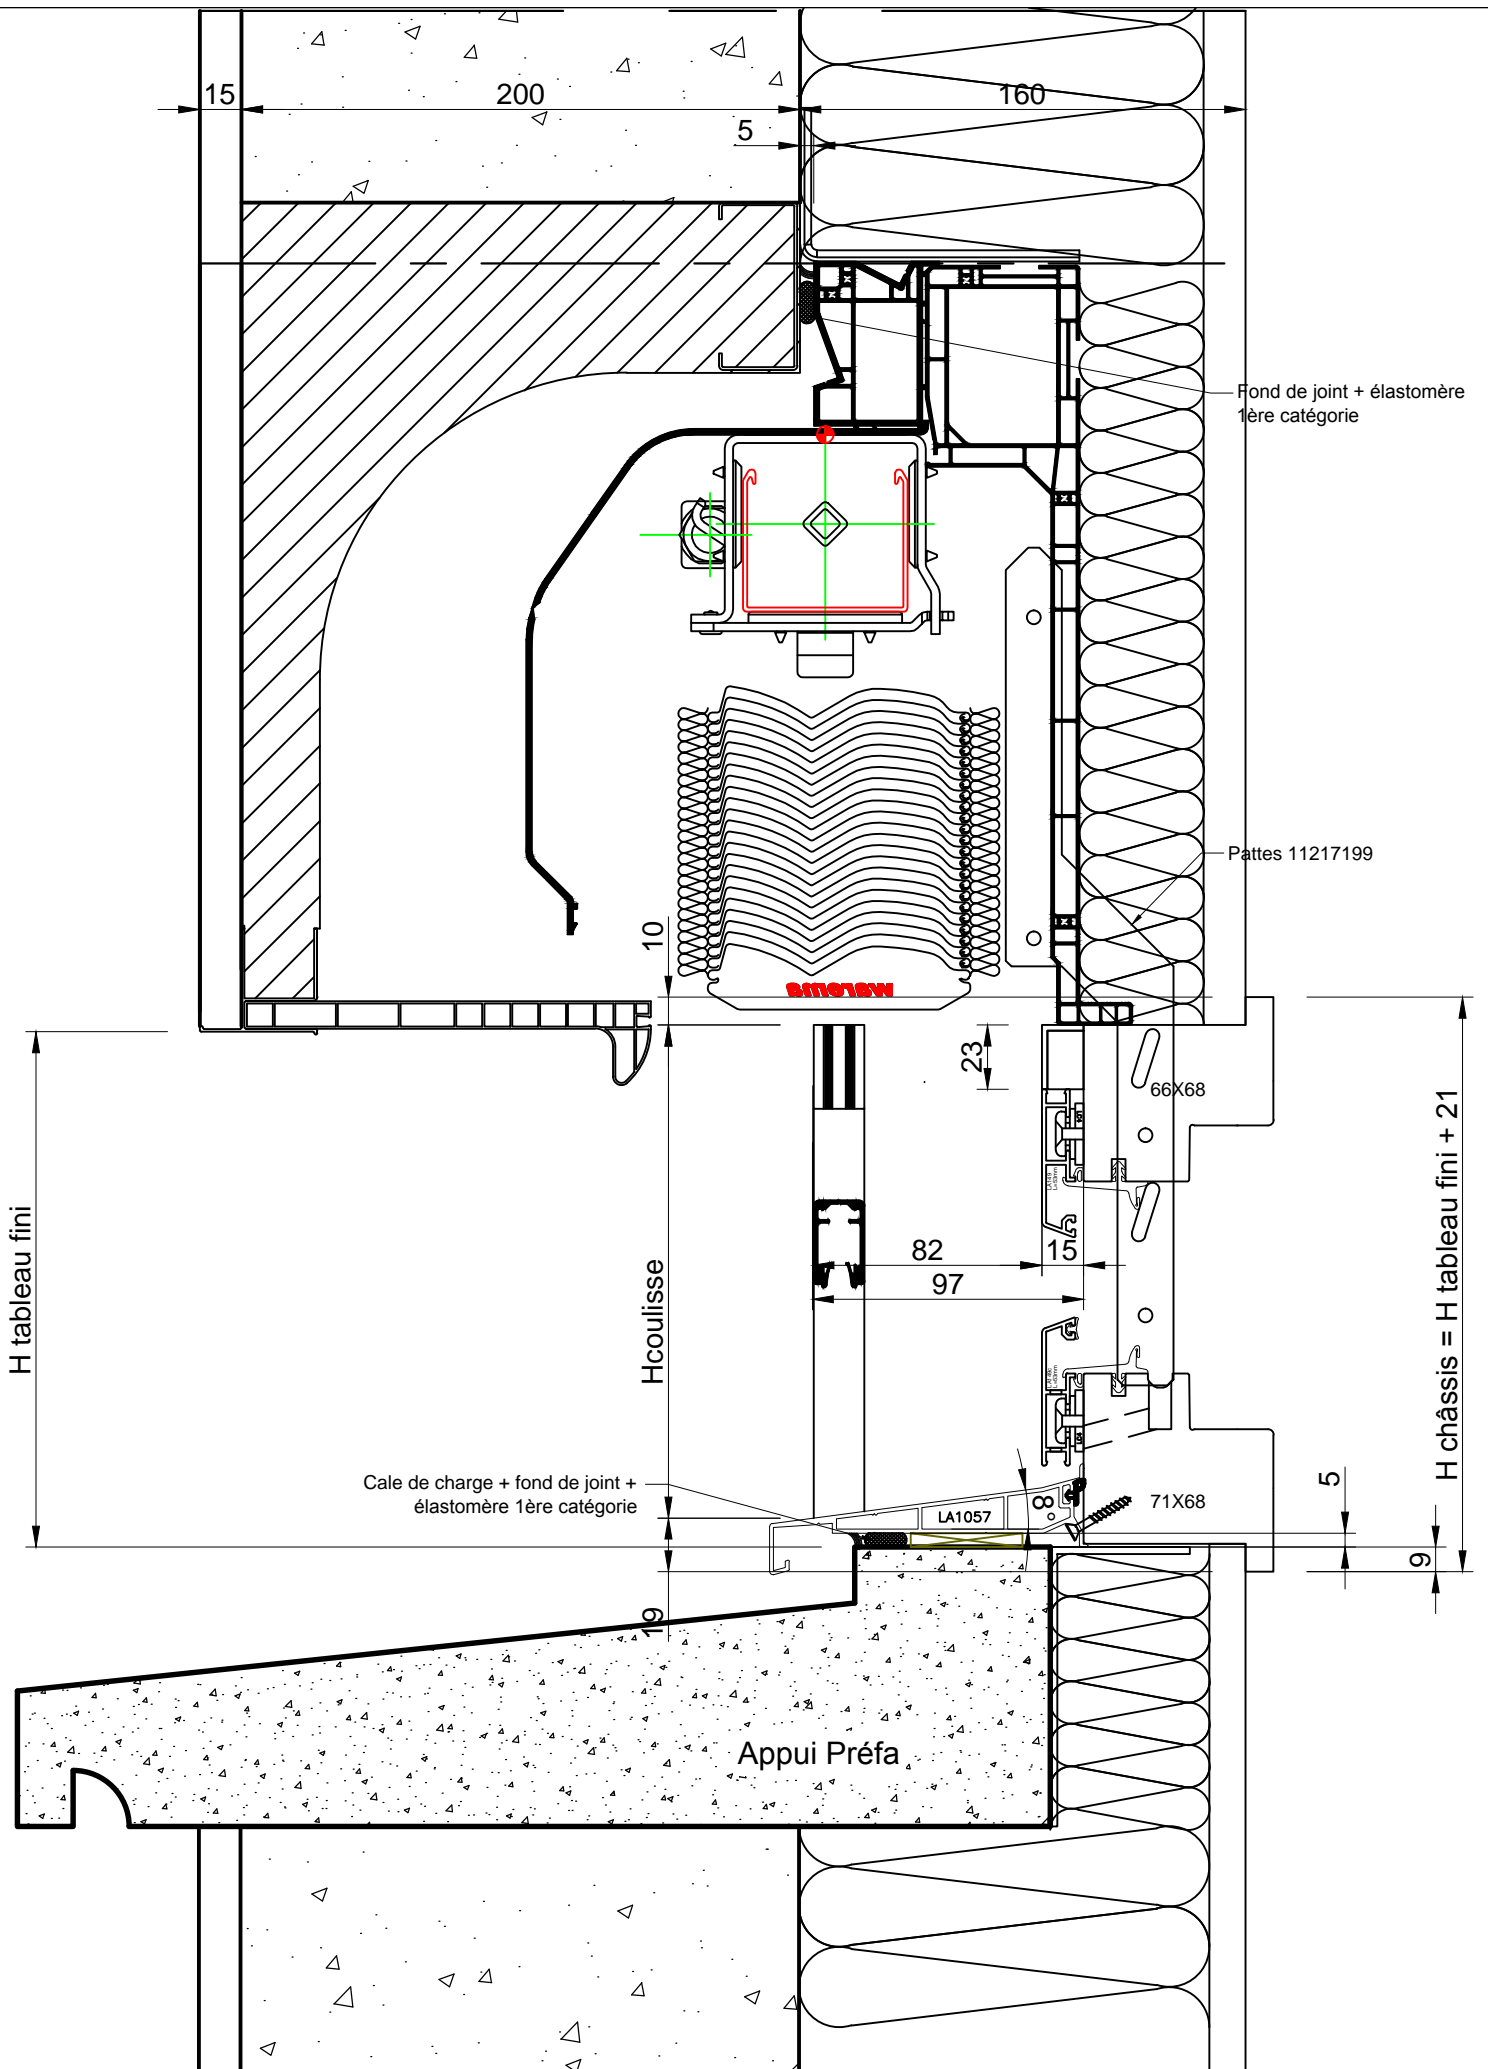 15
200
160
5
Fond de joint + élastomère
1ère catégorie
Pattes 11217199
10
warema
23
66X68
H tableau fini
Hcoulisse
82
15
97
H châssis = H tableau fini + 21
Cale de charge + fond de joint +
élastomère 1ère catégorie
LA1057
8°
71X68
5
9
19
Appui Préfa